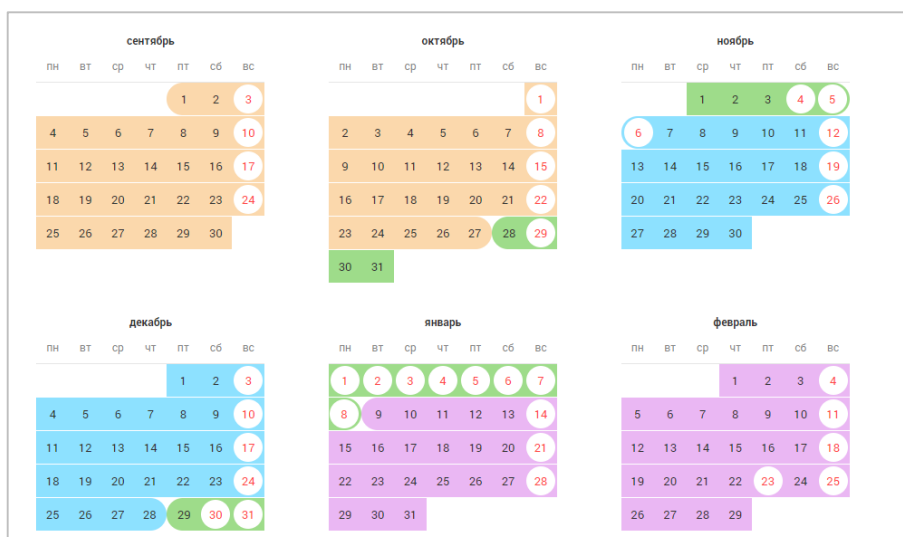 сентябрь октябрь ноябрь
пн вт ср чт пт сб вс пн вт ср чт пт сб вс пн вт ср чт пт сб вс
1 2 3 1 1 2 3 4 5
4 5 6 7 8 9 10 2 3 4 5 6 7 8 6 7 8 9 10 11 12
11 12 13 14 15 16 17 9 10 11 12 13 14 15 13 14 15 16 17 18 19
18 19 20 21 22 23 24 16 17 18 19 20 21 22 20 21 22 23 24 25 26
25 26 27 28 29 30 23 24 25 26 27 28 29 27 28 29 30
30 31
декабрь январь февраль
пн вт ср чт пт сб вс пн вт ср чт пт сб вс пн вт ср чт пт сб вс
1 2 3 1 2 3 4 5 6 7 1 2 3 4
4 5 6 7 8 9 10 8 9 10 11 12 13 14 5 6 7 8 9 10 11
11 12 13 14 15 16 17 15 16 17 18 19 20 21 12 13 14 15 16 17 18
18 19 20 21 22 23 24 22 23 24 25 26 27 28 19 20 21 22 23 24 25
25 26 27 28 29 30 31 29 30 31 26 27 28 29